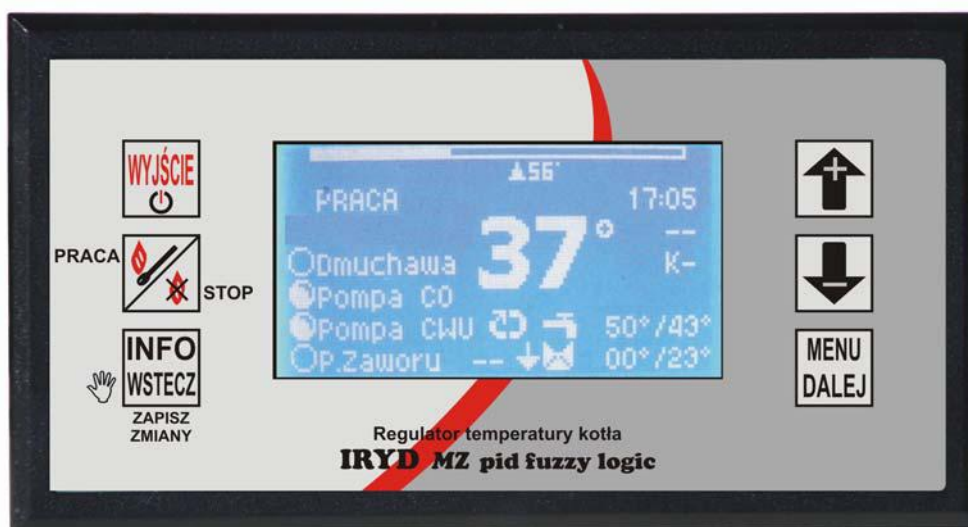 WYJŚCIE
PRACA
STOP
INFO
WSTECZ
ZAPISZ
ZMIANY
56°
PRACA 17:05
37° --
Dmuchawa K-
Pompa CO
Pompa CWU 50°/43°
P.Zaworu -- 00°/23°
+
-
MENU
DALEJ
Regulator temperatury kotła
IRYD MZ pid fuzzy logic